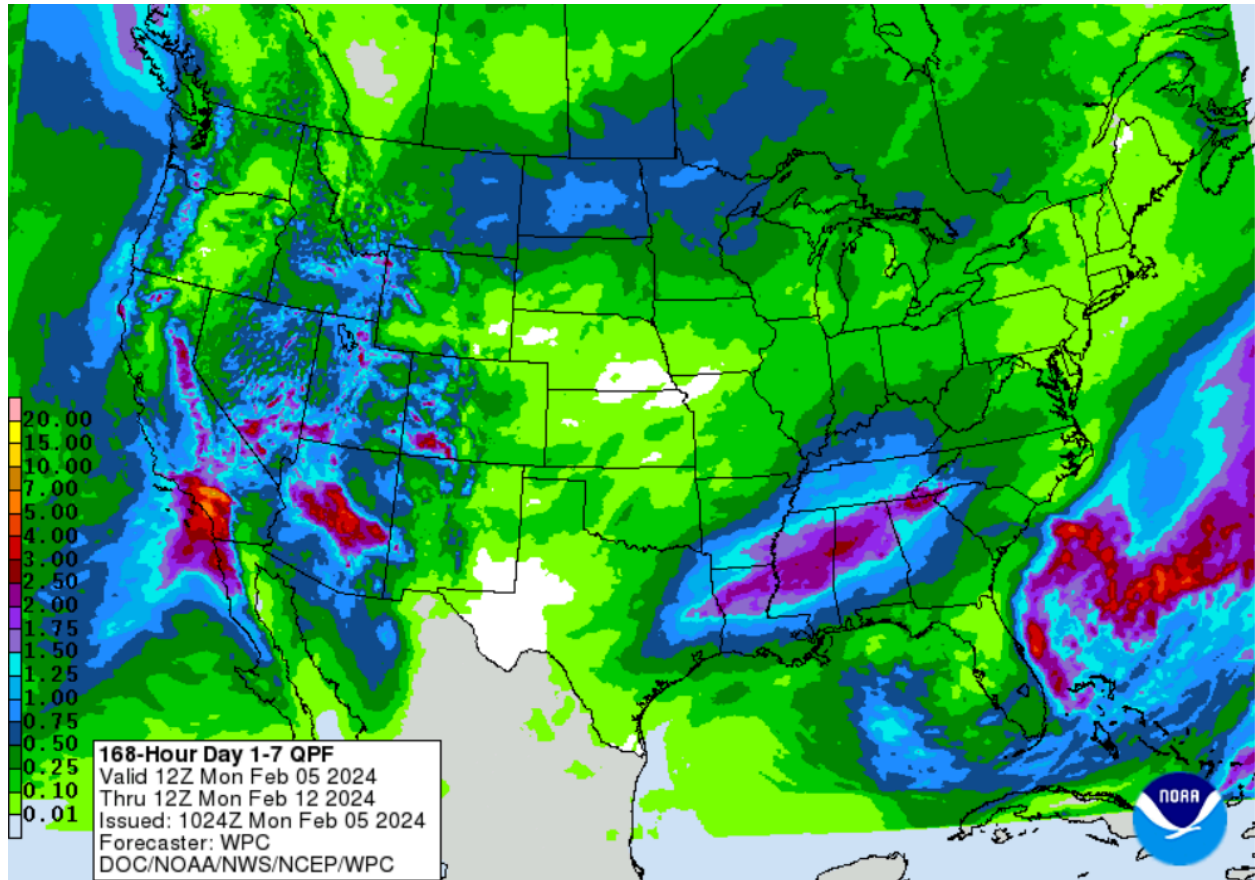 20.00
15.00
10.00
7.00
5.00
4.00
3.00
2.50
2.00
1.75
1.50
1.25
1.00
0.75
0.50
0.25
0.10
0.01
168-Hour Day 1-7 QPF
Valid 12Z Mon Feb 05 2024
Thru 12Z Mon Feb 12 2024
Issued: 1024Z Mon Feb 05 2024
Forecaster: WPC
DOC/NOAA/NWS/NCEP/WPC
NOAA